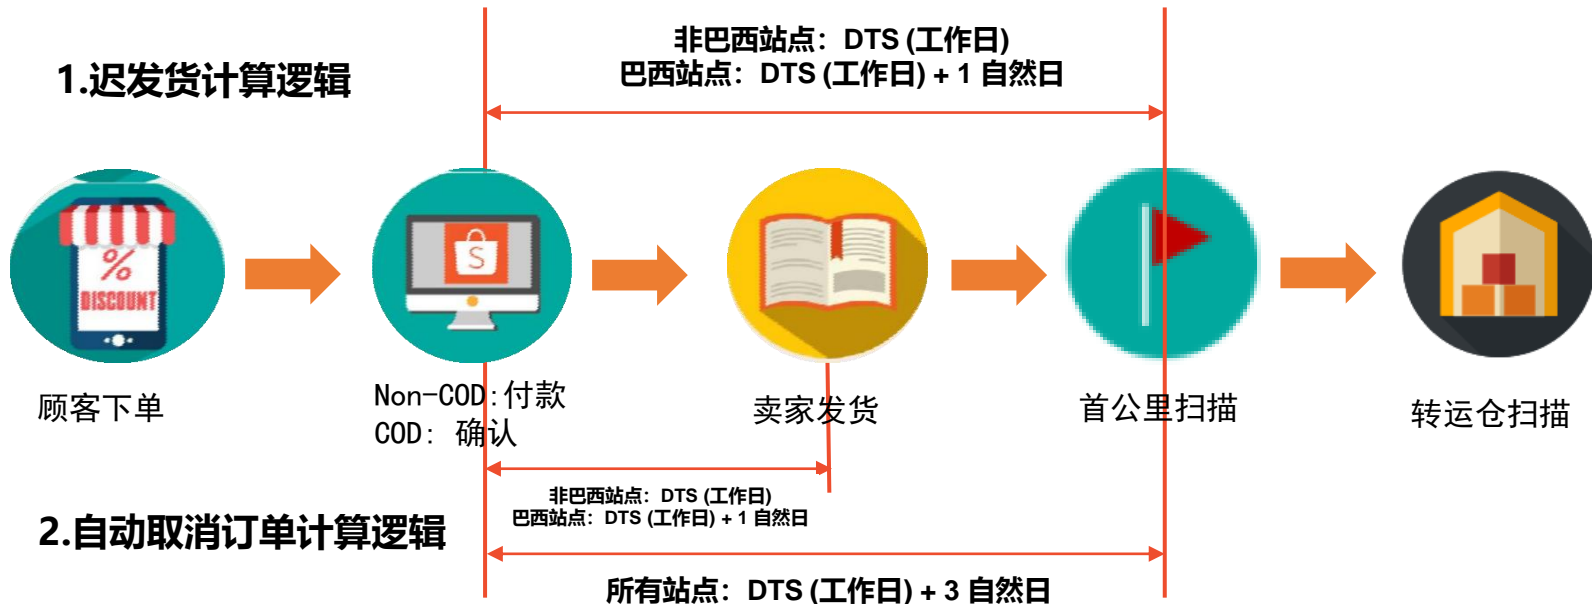 非巴西站点：DTS (工作日)
巴西站点：DTS (工作日) + 1 自然日
1.迟发货计算逻辑
%
DISCOUNT
S
顾客下单
Non-COD:付款
COD: 确认
卖家发货
首公里扫描
转运仓扫描
非巴西站点：DTS (工作日)
巴西站点：DTS (工作日) + 1 自然日
2.自动取消订单计算逻辑
所有站点：DTS (工作日) + 3 自然日